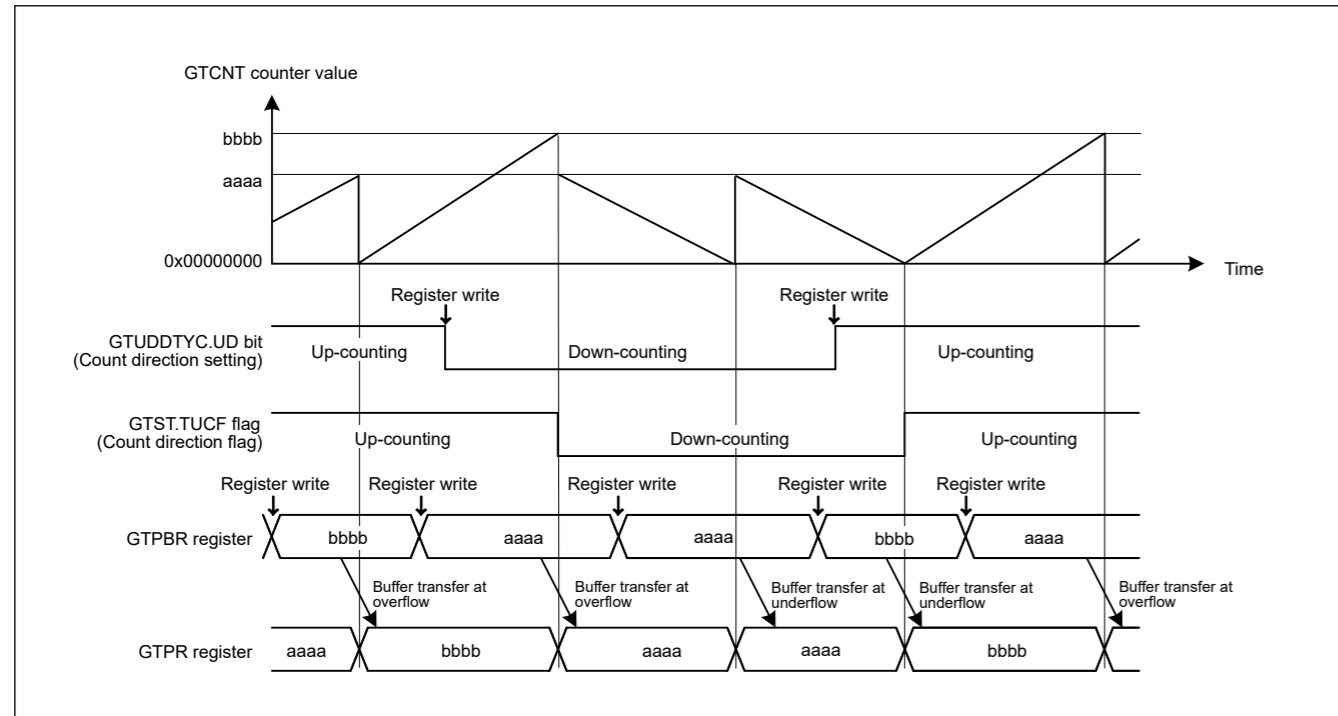 GTCNT counter value
bbbb
aaaa
0x00000000
Time
Register write
Register write
GTUDDTYC.UD bit
(Count direction setting)
Up-counting
Down-counting
Up-counting
GTST.TUCF flag
(Count direction flag)
Up-counting
Down-counting
Up-counting
Register write
Register write
Register write
Register write
Register write
GTPBR register
bbbb
aaaa
aaaa
bbbb
aaaa
Buffer transfer at
overflow
Buffer transfer at
overflow
Buffer transfer at
underflow
Buffer transfer at
underflow
Buffer transfer at
overflow
GTPR register
aaaa
bbbb
aaaa
aaaa
bbbb